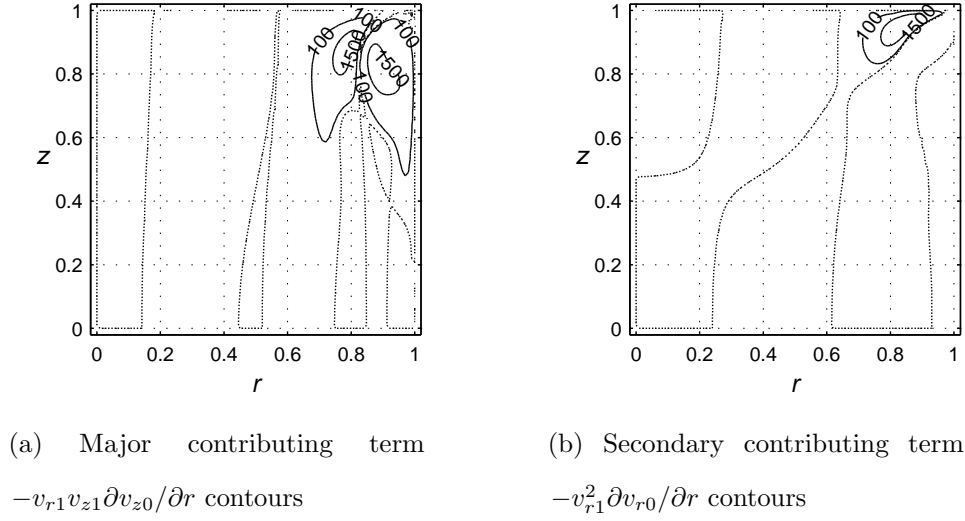 1
0.8
0.6
z
0.4
0.2
0
0 0.2 0.4 0.6 0.8 1
r
100
100
100
1500
1500
100
1
0.8
0.6
z
0.4
0.2
0
0 0.2 0.4 0.6 0.8 1
r
100
1500
(a) Major contributing term
−v_{r1}v_{z1}∂v_{z0}/∂r contours
(b) Secondary contributing term
−v_{r1}^2∂v_{r0}/∂r contours